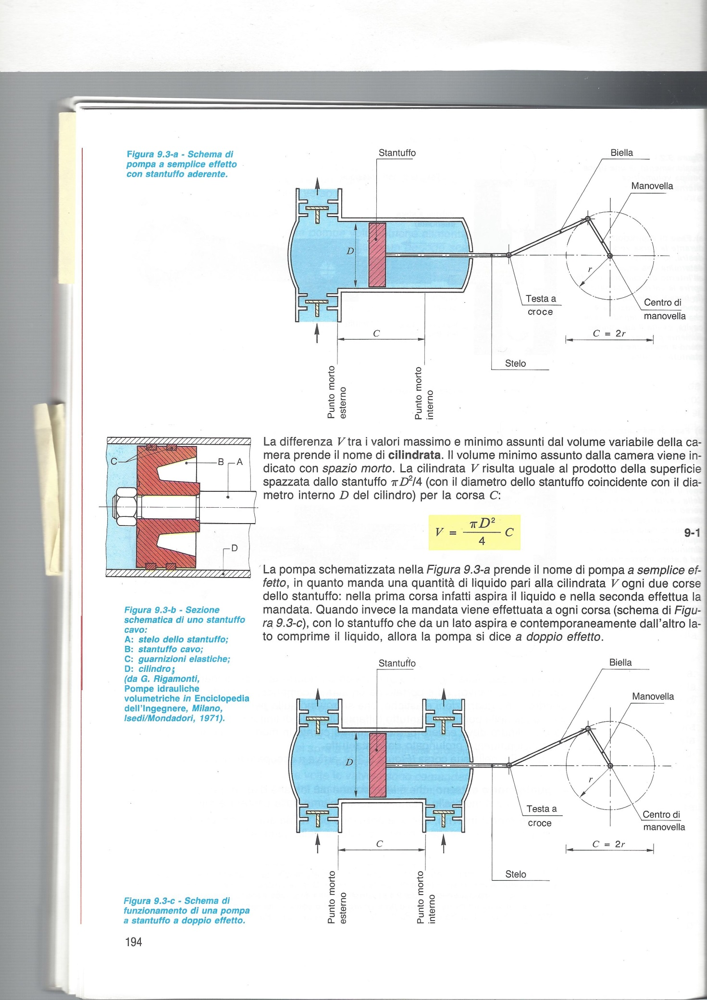 Figura 9.3-a - Schema di
pompa a semplice effetto
con stantuffo aderente.
Stantuffo
Biella
Manovella
D
r
Testa a
croce
Centro di
manovella
C
C = 2r
Stelo
Punto morto
esterno
Punto morto
interno
C
B
A
D
La differenza V tra i valori massimo e minimo assunti dal volume variabile della ca-
mera prende il nome di cilindrata. Il volume minimo assunto dalla camera viene in-
dicato con spazio morto. La cilindrata V risulta uguale al prodotto della superficie
spazzata dallo stantuffo πD²/4 (con il diametro dello stantuffo coincidente con il dia-
metro interno D del cilindro) per la corsa C:
V = πD²/4 C
9-1
La pompa schematizzata nella Figura 9.3-a prende il nome di pompa a semplice ef-
fetto, in quanto manda una quantità di liquido pari alla cilindrata V ogni due corse
dello stantuffo: nella prima corsa infatti aspira il liquido e nella seconda effettua la
mandata. Quando invece la mandata viene effettuata a ogni corsa (schema di Figu-
ra 9.3-c), con lo stantuffo che da un lato aspira e contemporaneamente dall'altro la-
to comprime il liquido, allora la pompa si dice a doppio effetto.
Figura 9.3-b - Sezione
schematica di uno stantuffo
cavo:
A: stelo dello stantuffo;
B: stantuffo cavo;
C: guarnizioni elastiche;
D: cilindro;
(da G. Rigamonti,
Pompe idrauliche
volumetriche in Enciclopedia
dell'Ingegnere, Milano,
Isedi/Mondadori, 1971).
Stantuffo
Biella
Manovella
D
r
Testa a
croce
Centro di
manovella
C
C = 2r
Stelo
Punto morto
esterno
Punto morto
interno
Figura 9.3-c - Schema di
funzionamento di una pompa
a stantuffo a doppio effetto.
194